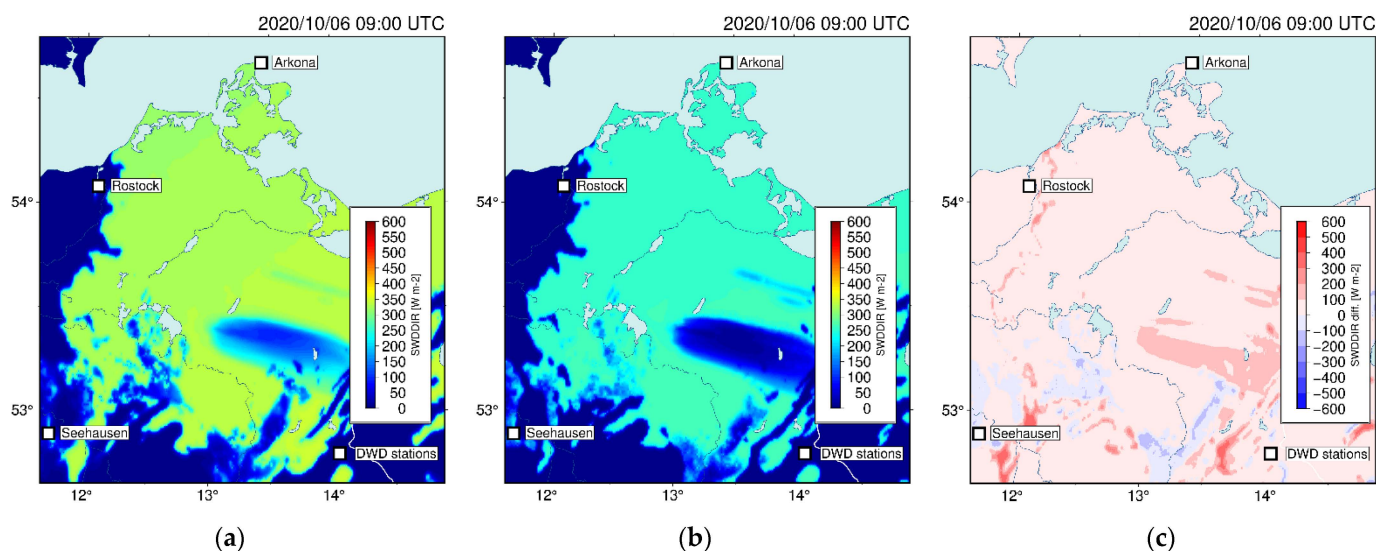 2020/10/06 09:00 UTC
Arkona
Rostock
Seehausen
DWD stations
54°
53°
12°
13°
14°
600
550
500
450
400
350
300
250
200
150
100
50
0
SWDDIR [W m-2]
(a)
2020/10/06 09:00 UTC
Arkona
Rostock
Seehausen
DWD stations
54°
53°
12°
13°
14°
600
550
500
450
400
350
300
250
200
150
100
50
0
SWDDIR [W m-2]
(b)
2020/10/06 09:00 UTC
Arkona
Rostock
Seehausen
DWD stations
54°
53°
12°
13°
14°
600
500
400
300
200
100
0
−100
−200
−300
−400
−500
−600
SWDDIR diff. [W m-2]
(c)